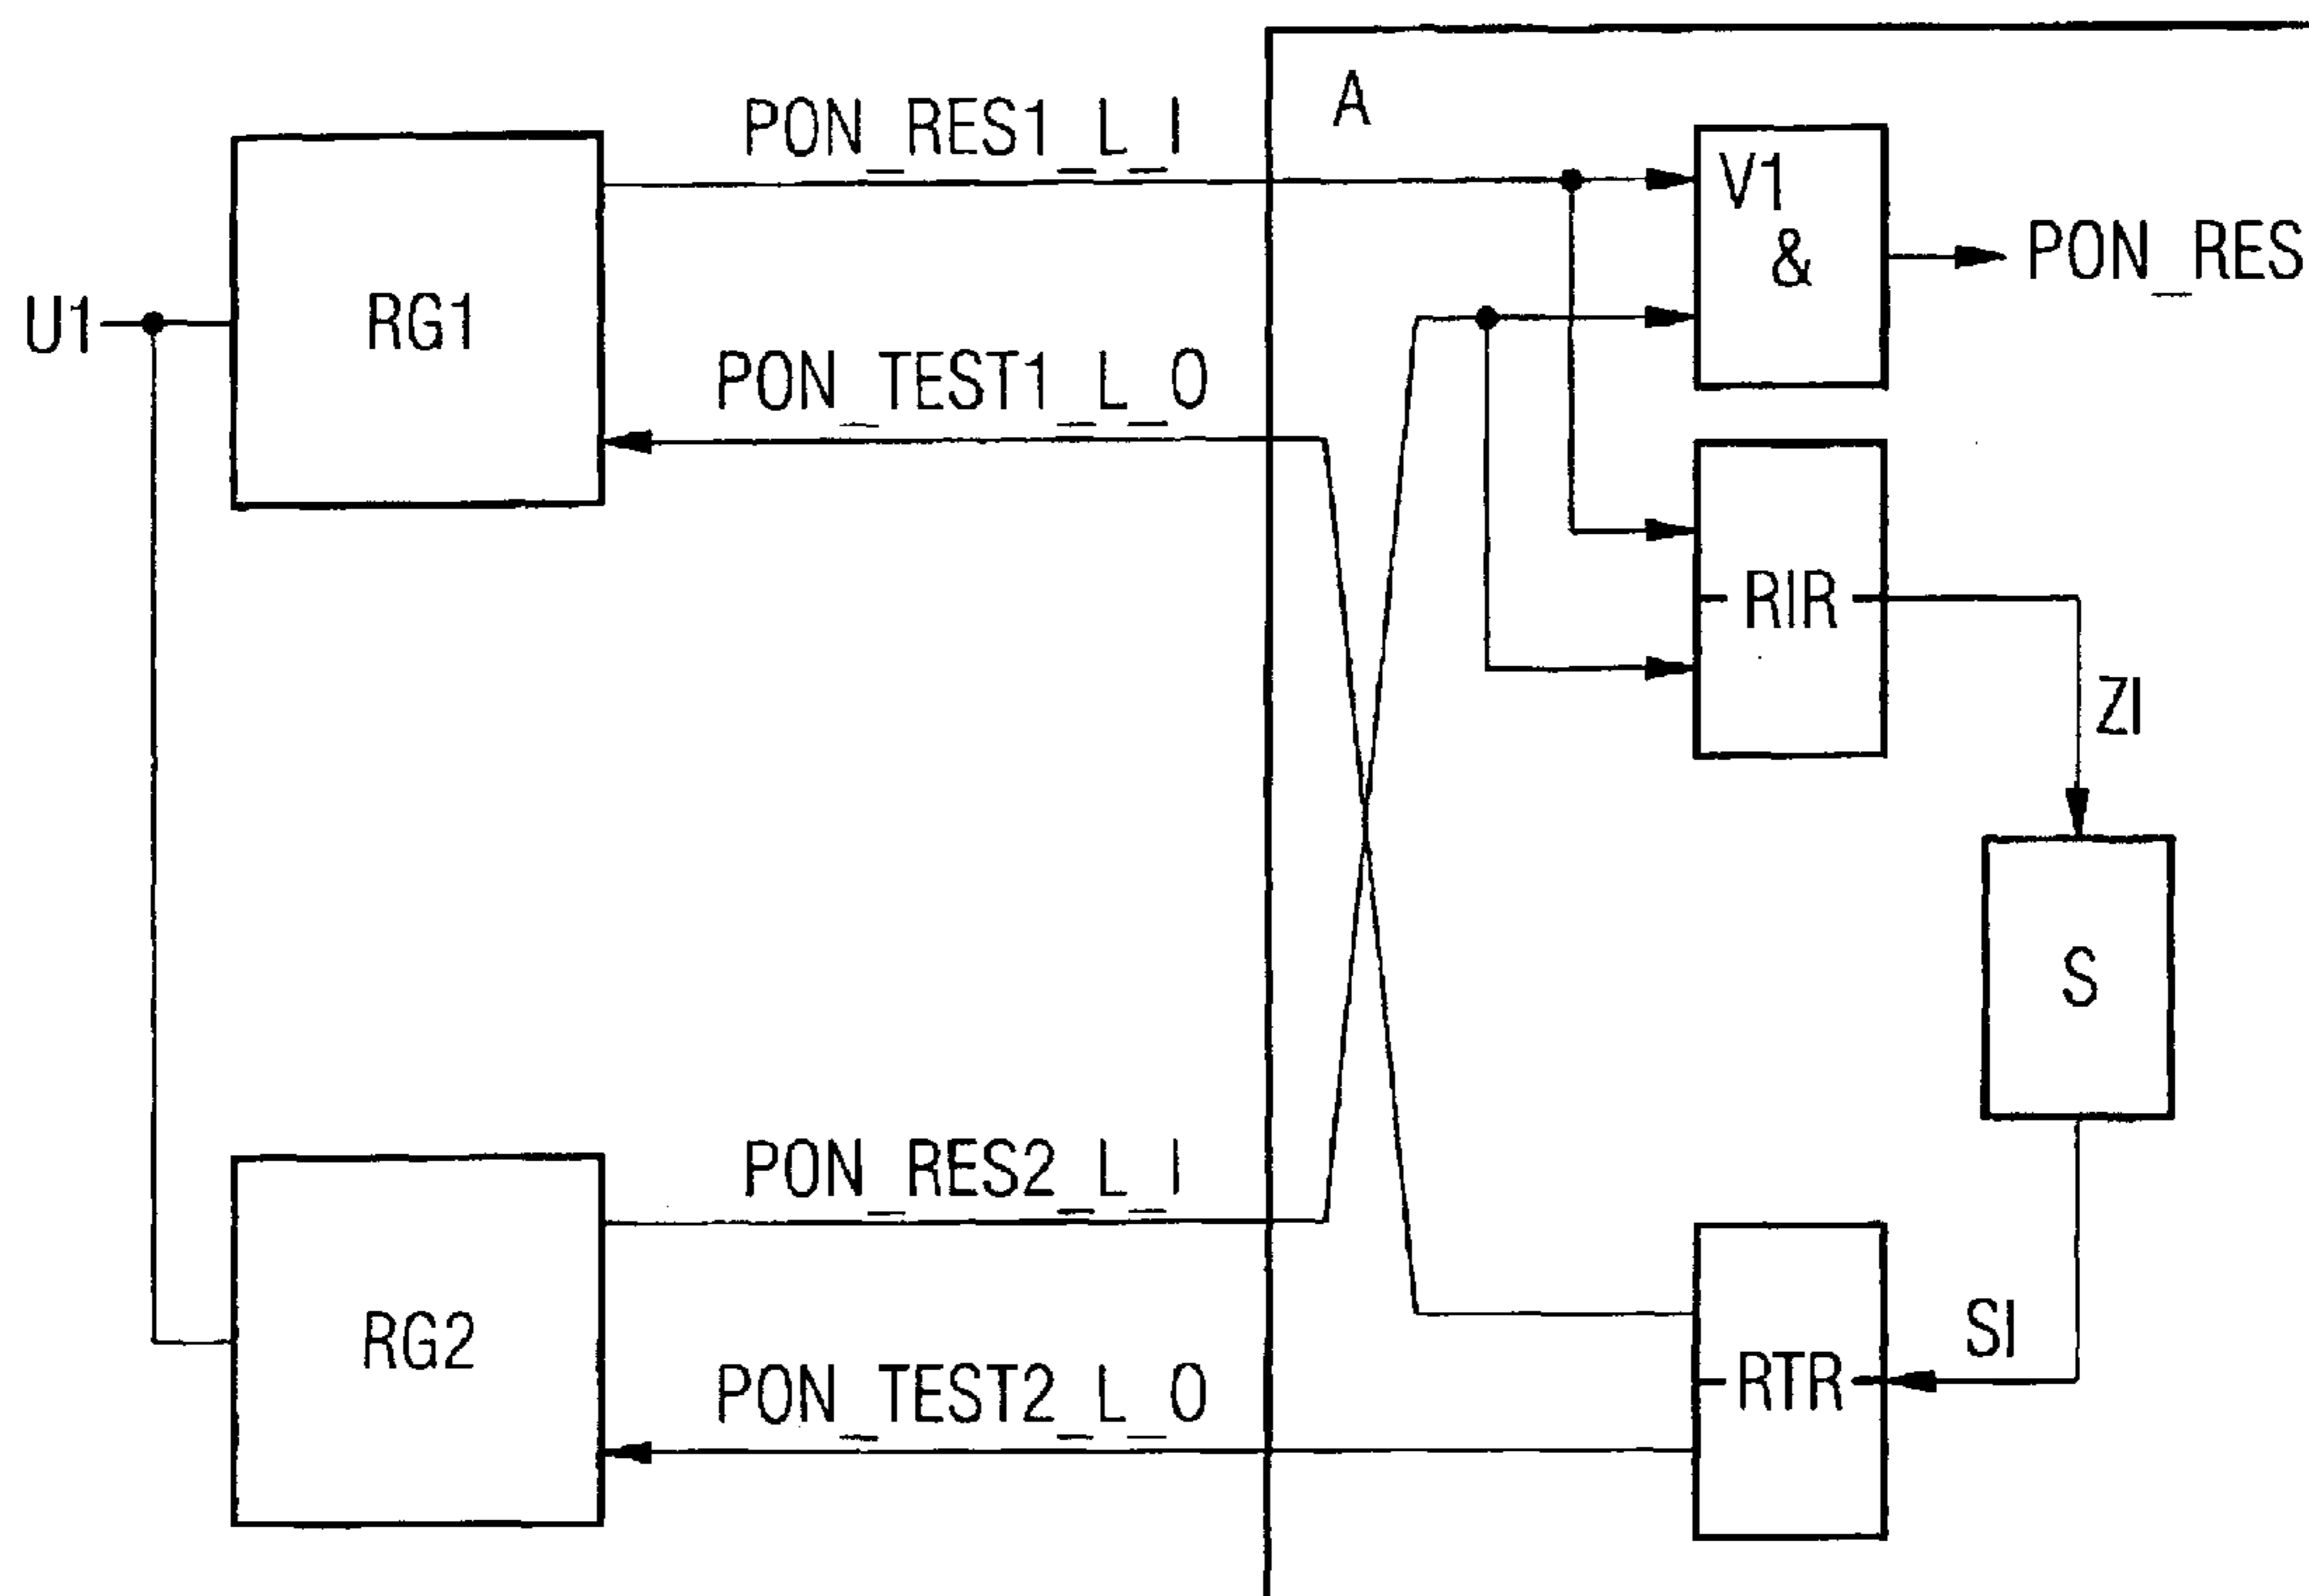 A
PON_RES1_L_I
V1
&
PON_RES
U1
RG1
PON_TEST1_L_O
RIR
ZI
S
PON_RES2_L_I
RG2
SI
PON_TEST2_L_O
RTR